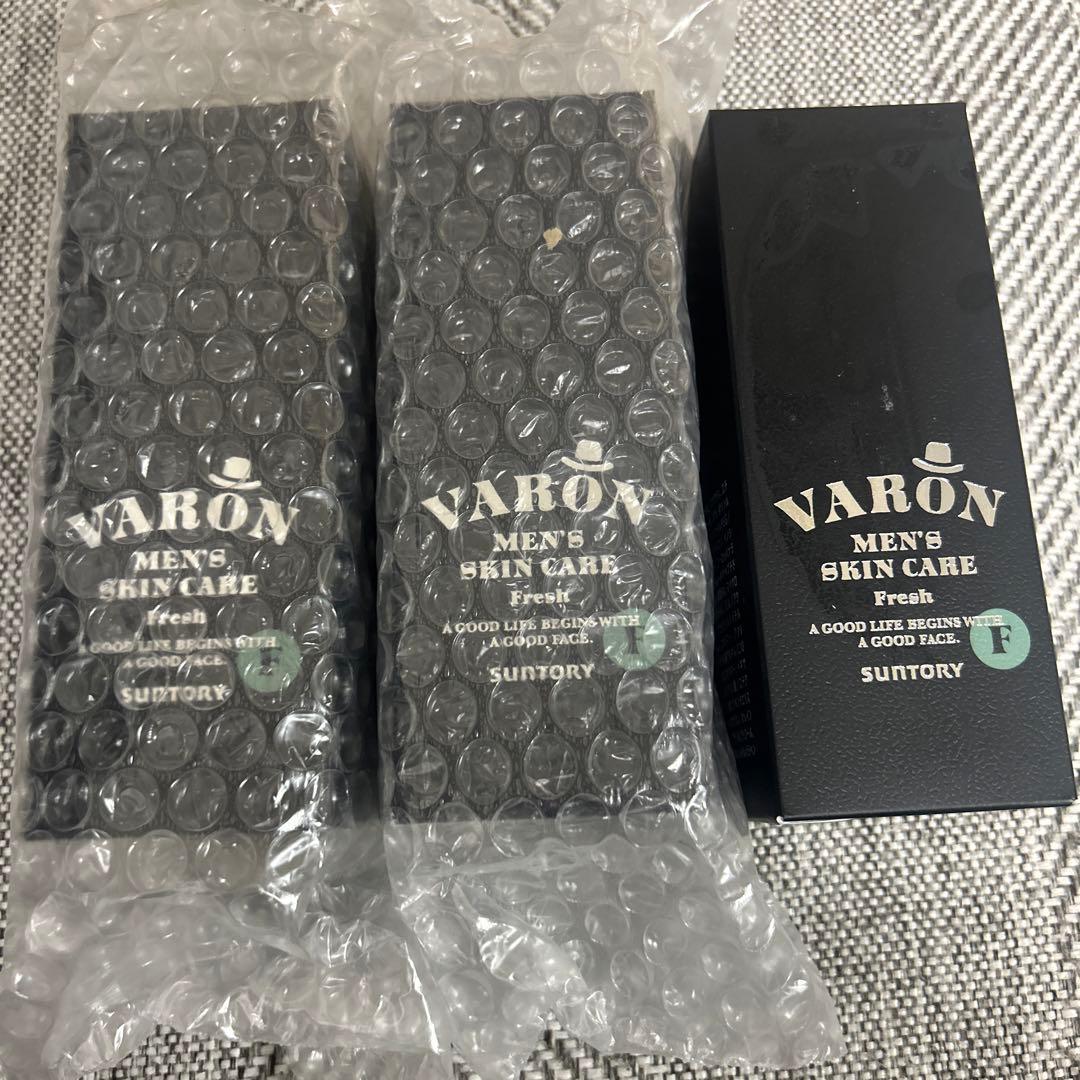 VARON
MEN'S
SKIN CARE
Fresh
A GOOD LIFE BEGINS WITH
A GOOD FACE.
F
SUNTORY
VARON
MEN'S
SKIN CARE
Fresh
A GOOD LIFE BEGINS WITH
A GOOD FACE.
F
SUNTORY
VARON
MEN'S
SKIN CARE
Fresh
A GOOD LIFE BEGINS WITH
A GOOD FACE.
F
SUNTORY